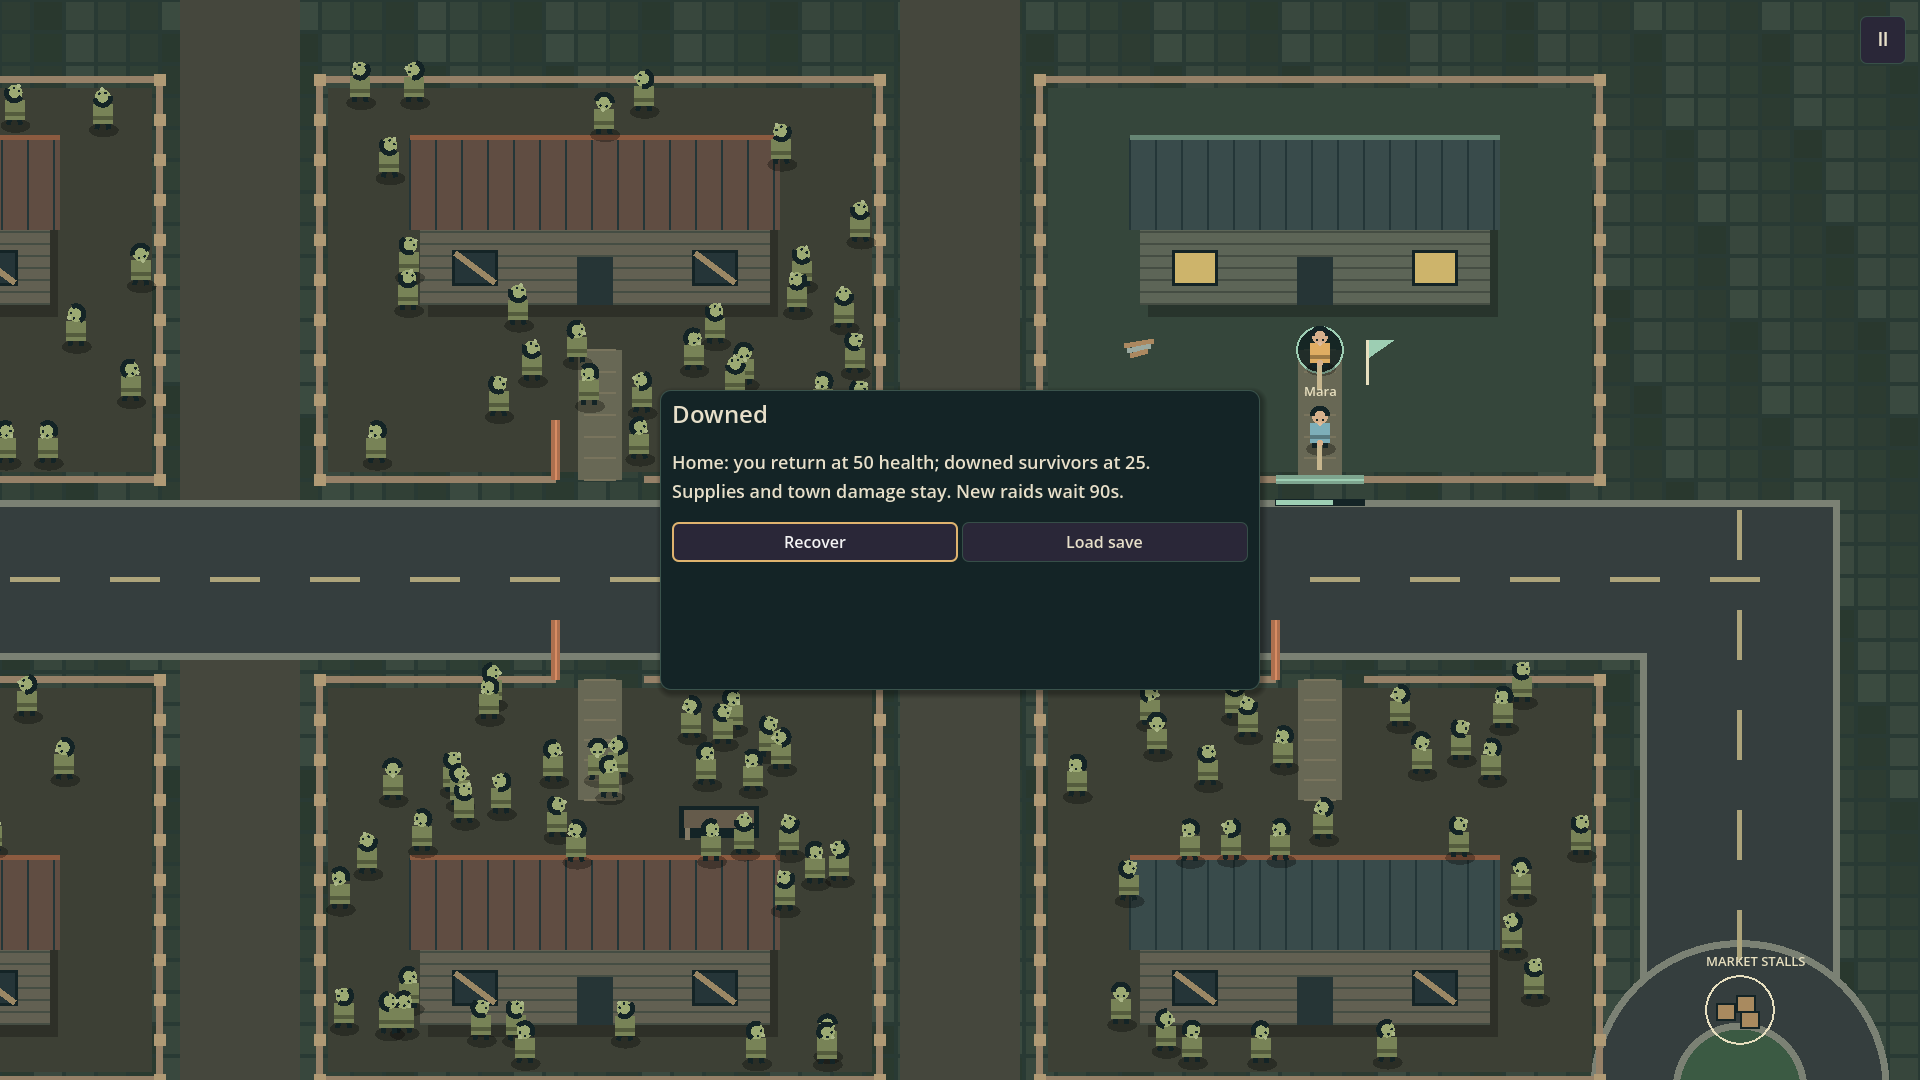 Mara
Downed
Home: you return at 50 health; downed survivors at 25.
Supplies and town damage stay. New raids wait 90s.
Recover
Load save
MARKET STALLS